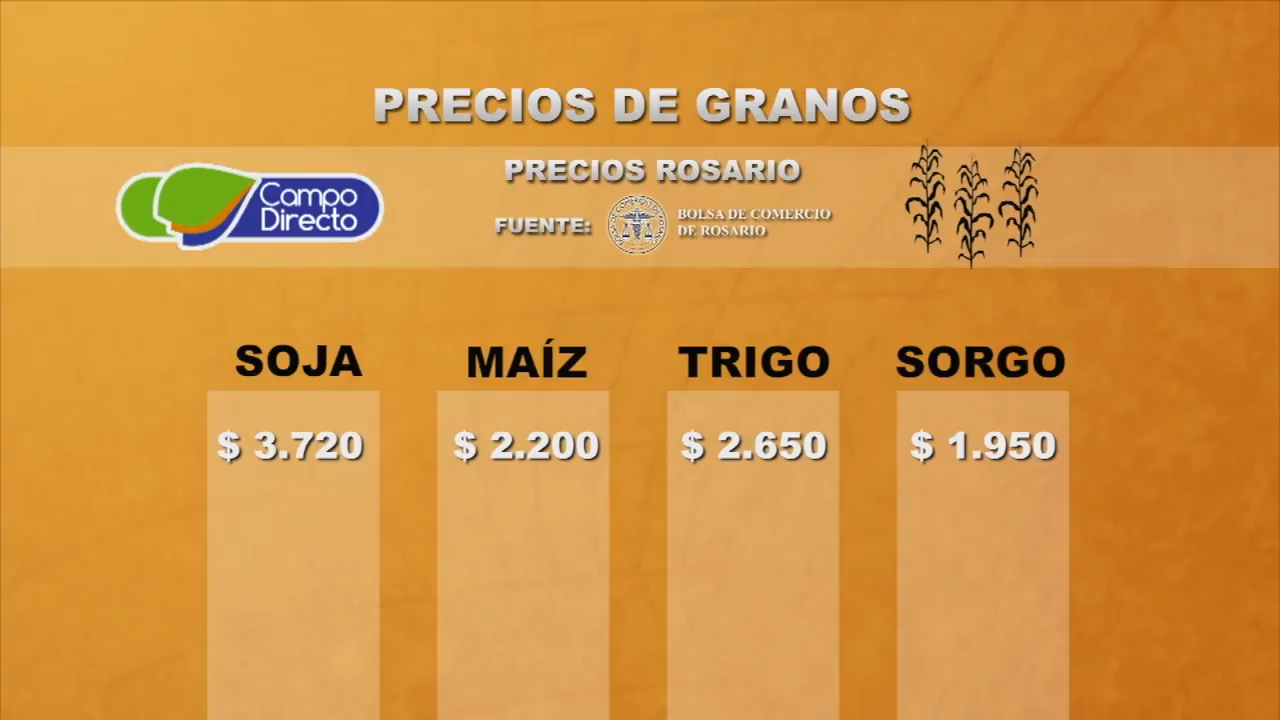 PRECIOS DE GRANOS
Campo
Directo
PRECIOS ROSARIO
FUENTE:
BOLSA DE COMERCIO
DE ROSARIO
SOJA MAÍZ TRIGO SORGO
$ 3.720 $ 2.200 $ 2.650 $ 1.950